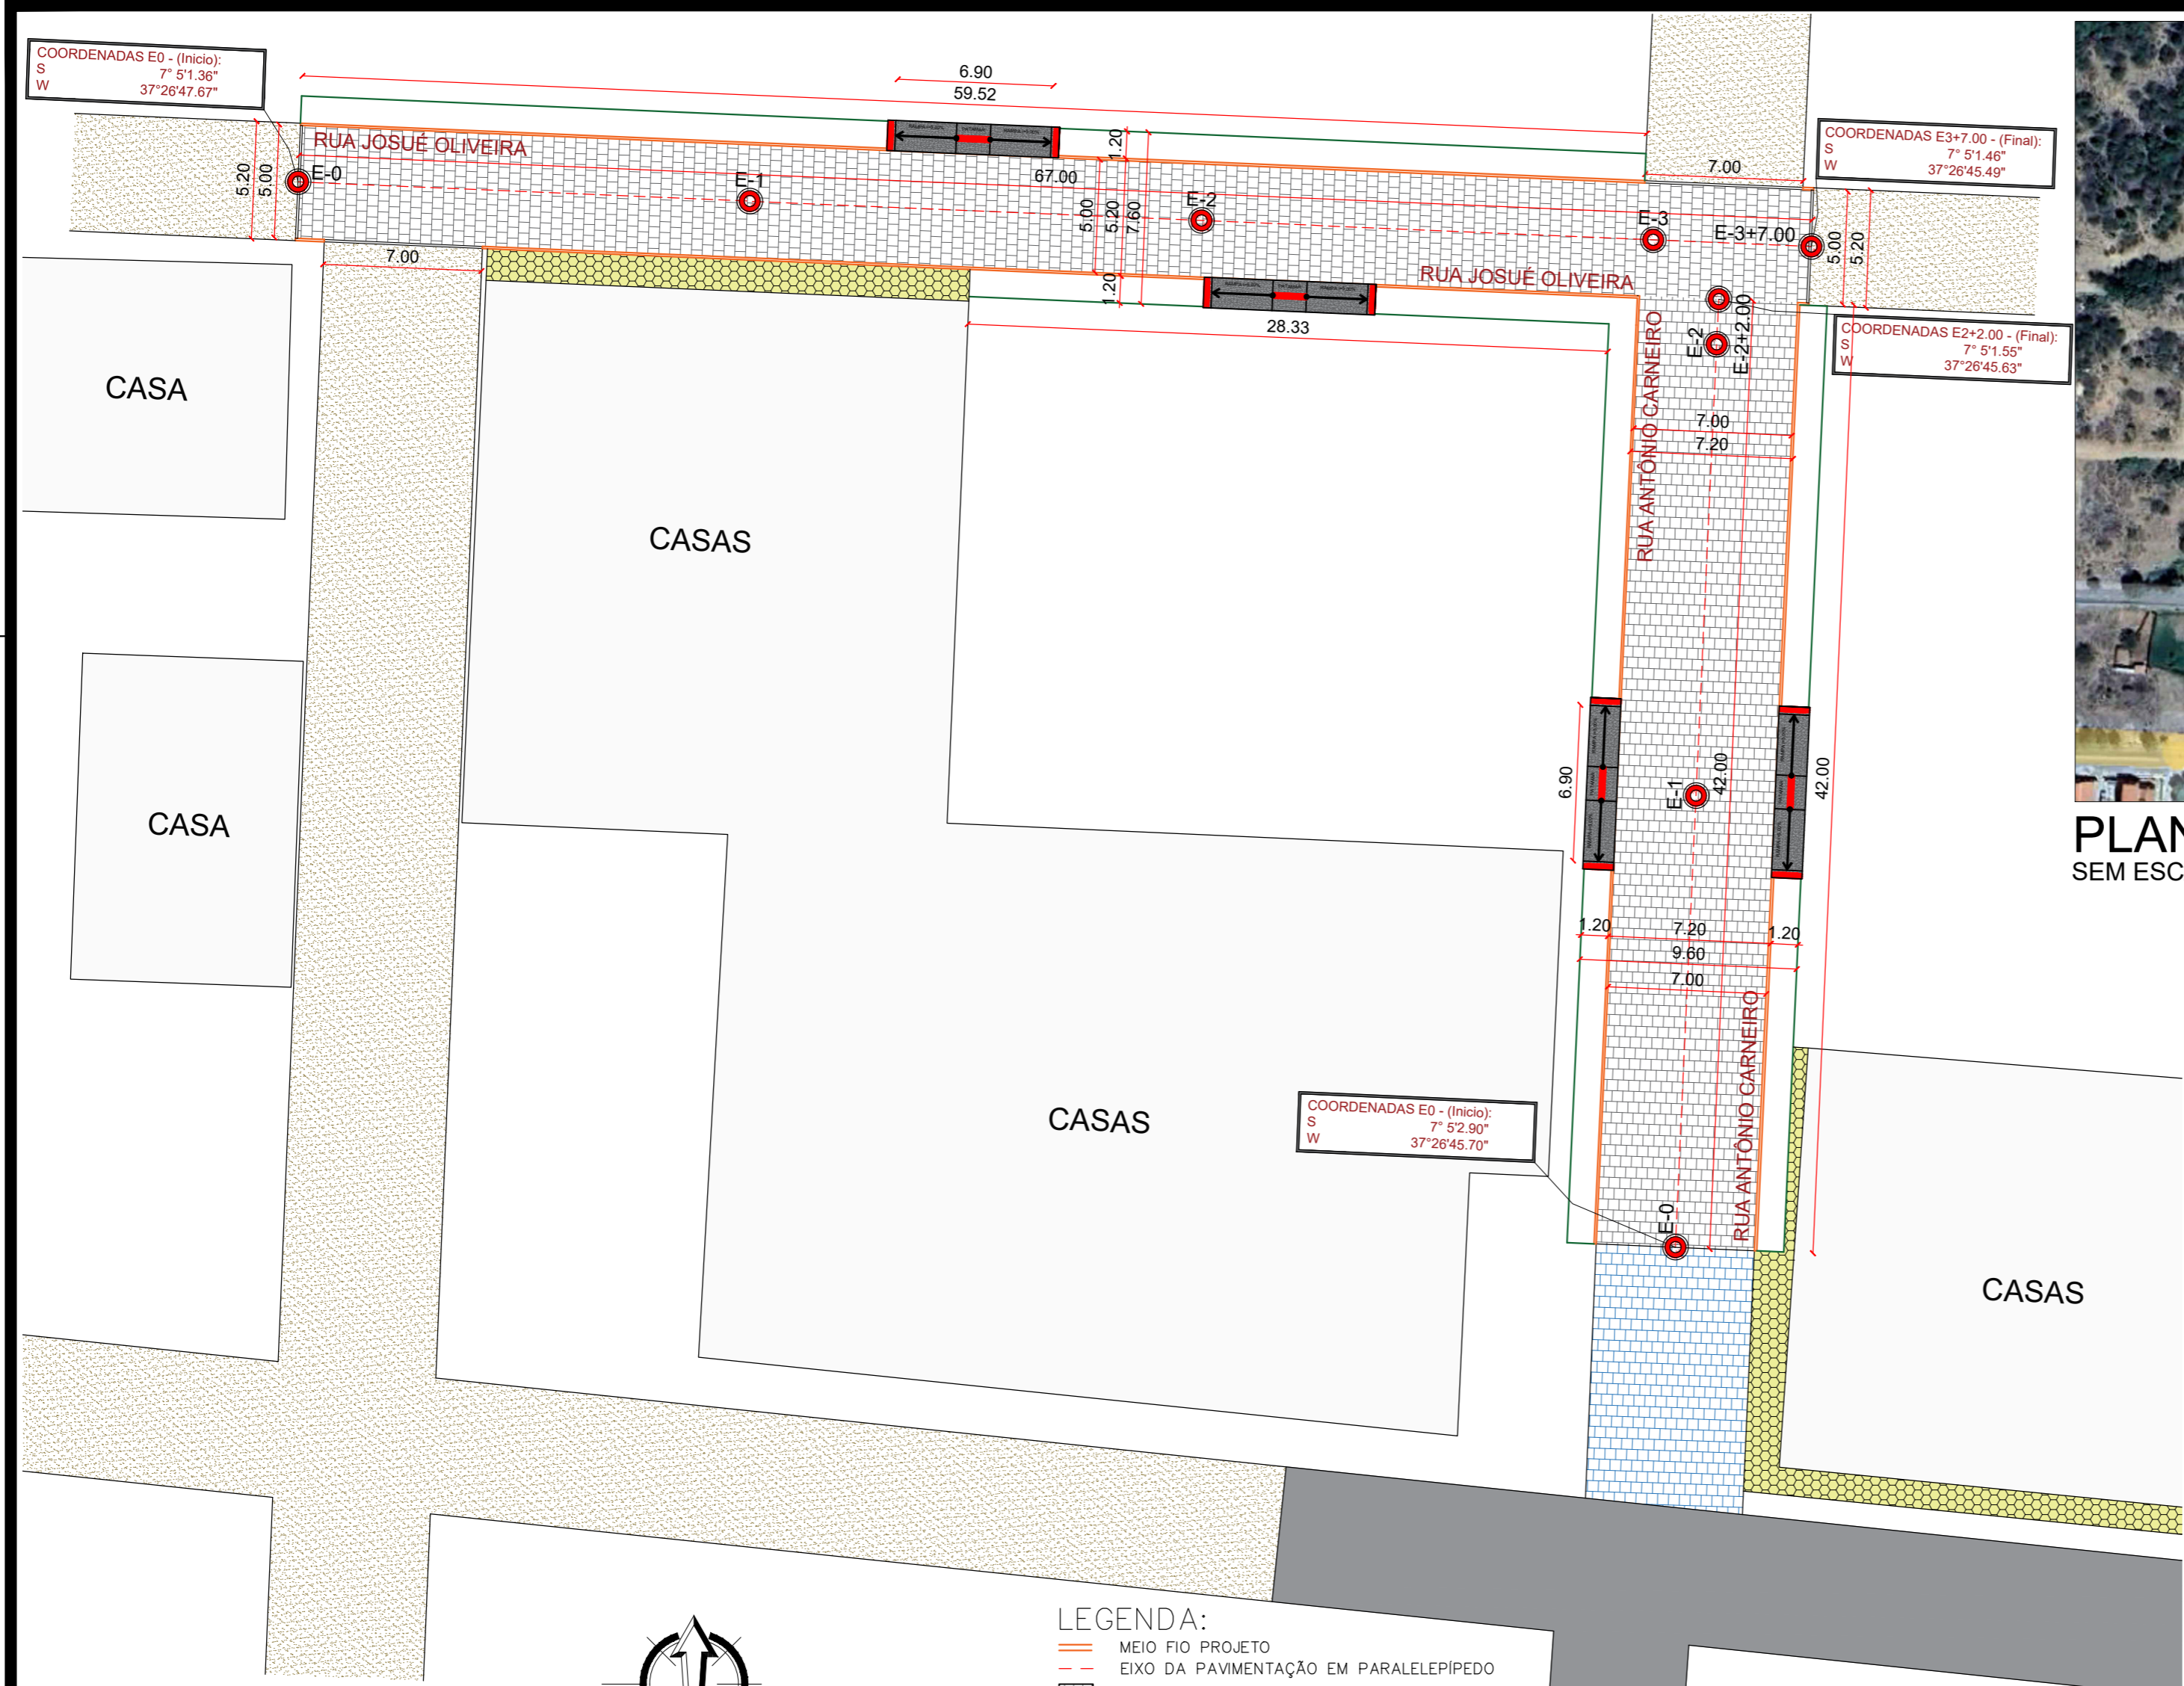 COORDENADAS E0 - (Inicio):
S 7° 5'1.36"
W 37°26'47.67"
6.90
59.52
RUA JOSUÉ OLIVEIRA
1.20
5.20
5.00
E-0
E-1
67.00
E-2
5.00
5.20
7.60
7.00
E-3
E-3+7.00
5.00
5.20
COORDENADAS E3+7.00 - (Final):
S 7° 5'1.46"
W 37°26'45.49"
7.00
1.20
RUA JOSUÉ OLIVEIRA
28.33
COORDENADAS E2+2.00 - (Final):
S 7° 5'1.55"
W 37°26'45.63"
E-2
E-2+2.00
RUA ANTÔNIO CARNEIRO
7.00
7.20
CASA
CASAS
CASA
6.90
E-1
42.00
42.00
PLAN
SEM ESC
1.20
7.20
1.20
9.60
7.00
RUA ANTÔNIO CARNEIRO
CASAS
COORDENADAS E0 - (Inicio):
S 7° 5'2.90"
W 37°26'45.70"
E-0
CASAS
LEGENDA:
MEIO FIO PROJETO
EIXO DA PAVIMENTAÇÃO EM PARALELEPÍPEDO